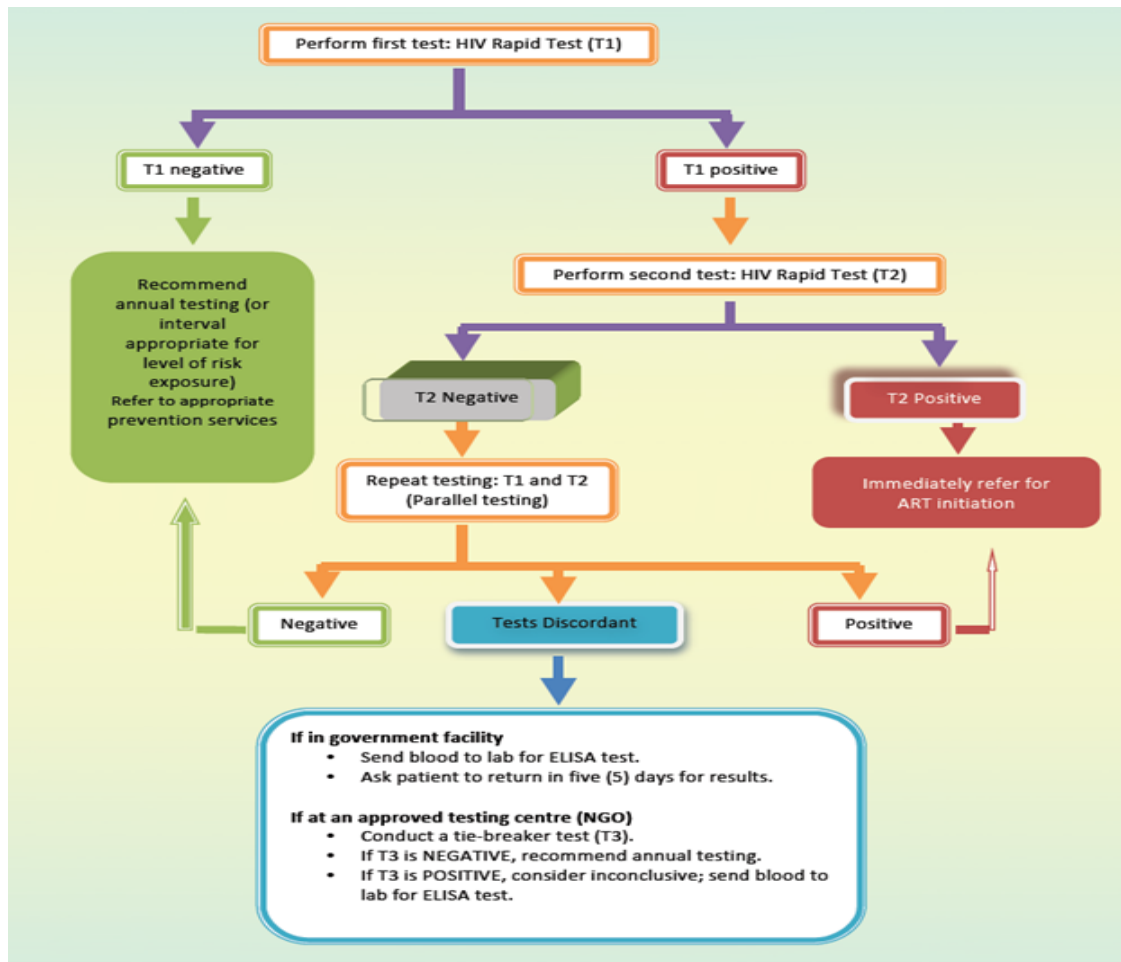 Perform first test: HIV Rapid Test (T1)
T1 negative
T1 positive
Recommend
annual testing (or
interval
appropriate for
level of risk
exposure)
Refer to appropriate
prevention services
Perform second test: HIV Rapid Test (T2)
T2 Negative
T2 Positive
Repeat testing: T1 and T2
(Parallel testing)
Immediately refer for
ART initiation
Negative
Tests Discordant
Positive
If in government facility
• Send blood to lab for ELISA test.
• Ask patient to return in five (5) days for results.
If at an approved testing centre (NGO)
• Conduct a tie-breaker test (T3).
• If T3 is NEGATIVE, recommend annual testing.
• If T3 is POSITIVE, consider inconclusive; send blood to
lab for ELISA test.